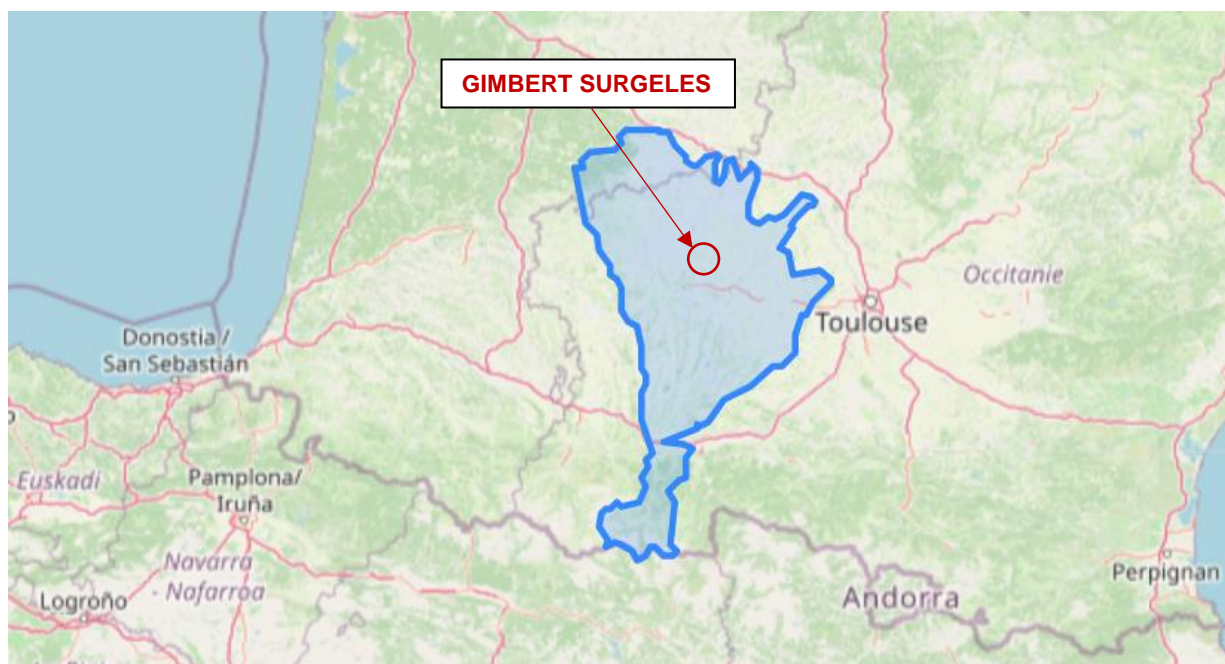 GIMBERT SURGELES
Occitanie
Toulouse
Donostia /
San Sebastián
Euskadi
Pamplona/
Iruña
Navarra
- Nafarroa
Logroño
Andorra
Perpignan